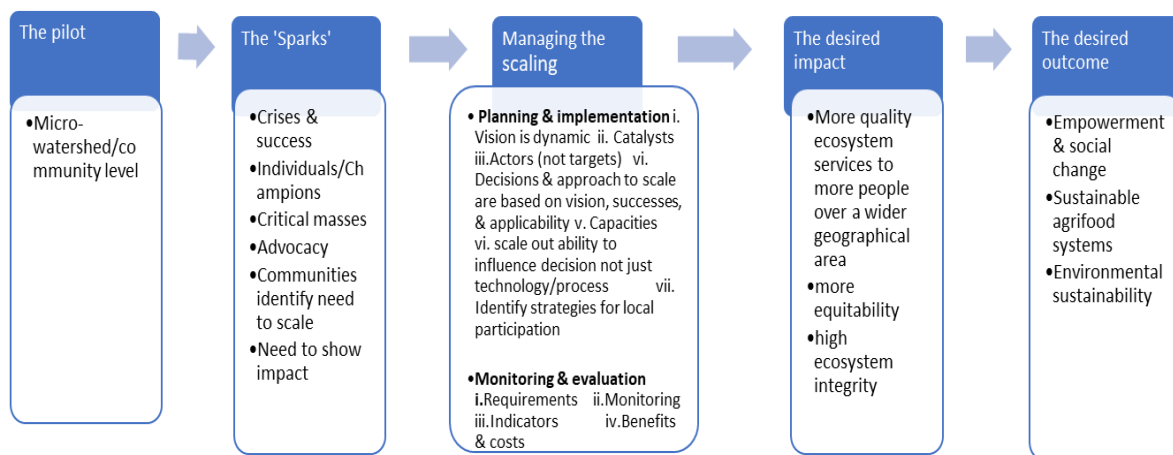 The pilot
•Micro-
watershed/co
mmunity level
The 'Sparks'
•Crises &
success
•Individuals/Ch
ampions
•Critical masses
•Advocacy
•Communities
identify need
to scale
•Need to show
impact
Managing the
scaling
• Planning & implementation i.
Vision is dynamic ii. Catalysts
iii.Actors (not targets) vi.
Decisions & approach to scale
are based on vision, successes,
& applicability v. Capacities
vi. scale out ability to
influence decision not just
technology/process vii.
Identify strategies for local
participation
•Monitoring & evaluation
i.Requirements ii.Monitoring
iii.Indicators iv.Benefits
& costs
The desired
impact
•More quality
ecosystem
services to
more people
over a wider
geographical
area
•more
equitability
•high
ecosystem
integrity
The desired
outcome
•Empowerment
& social
change
•Sustainable
agrifood
systems
•Environmental
sustainability